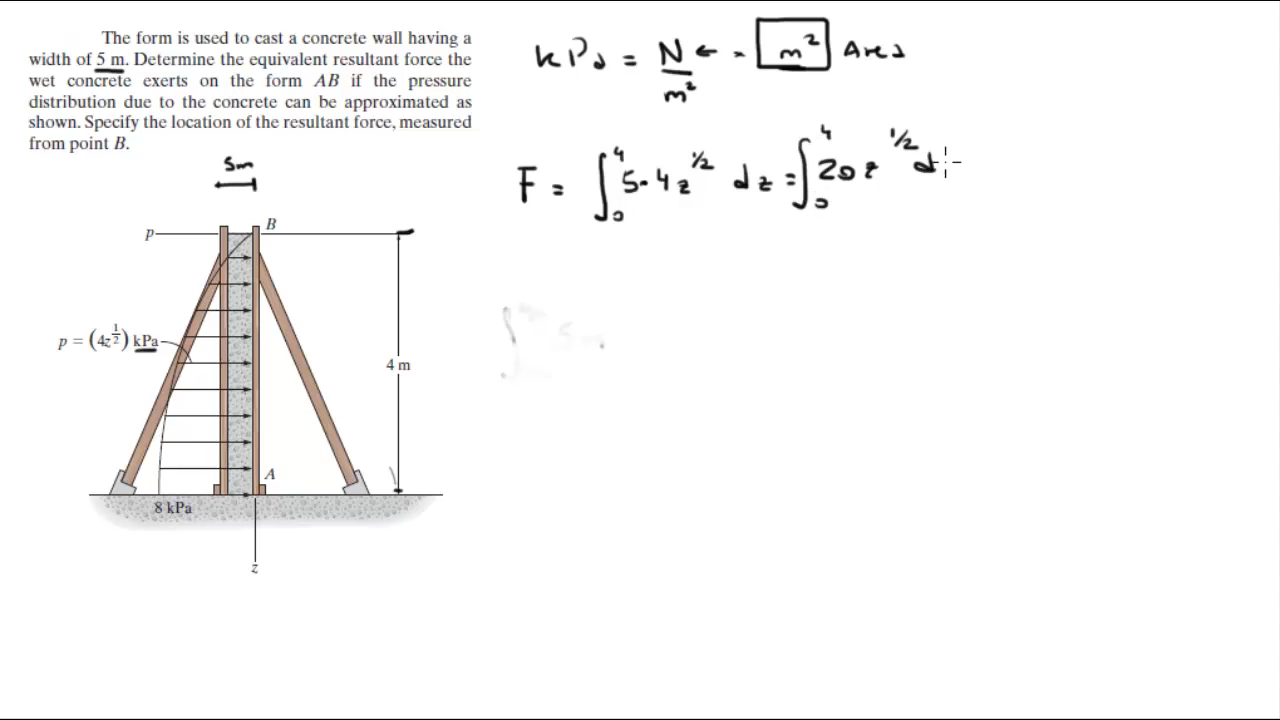 The form is used to cast a concrete wall having a
width of 5 m. Determine the equivalent resultant force the
wet concrete exerts on the form AB if the pressure
distribution due to the concrete can be approximated as
shown. Specify the location of the resultant force, measured
from point B.
5m
B
p
p = (4z^{1/2}) kPa
4 m
A
8 kPa
z
kPa = N/m² ← · m² Area
F = ∫₀⁴ 5·4z^{1/2} dz = ∫₀⁴ 20z^{1/2} d